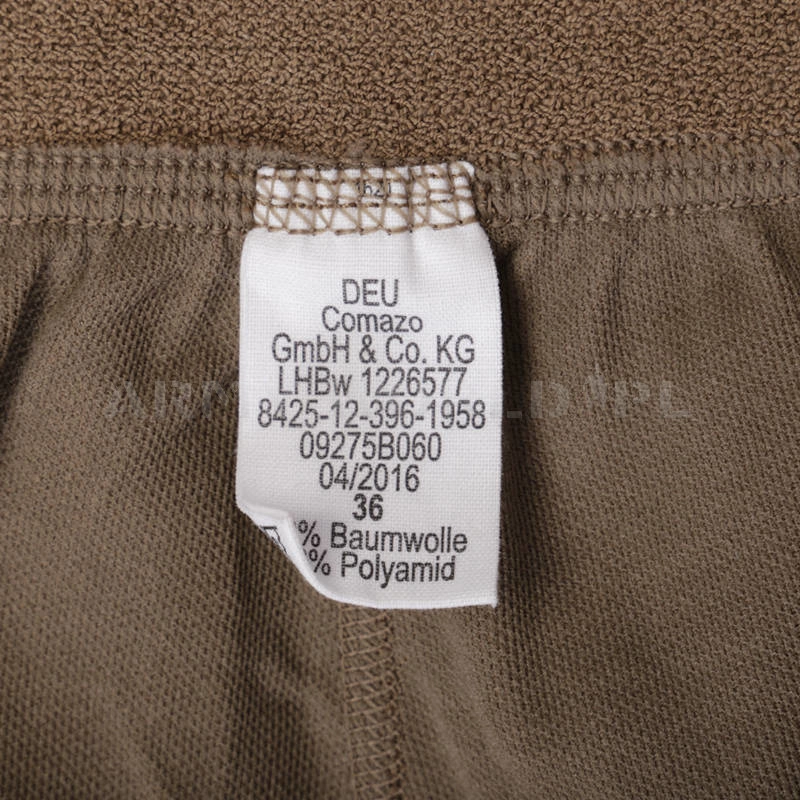 DEU
Comazo
GmbH & Co. KG
LHBw 1226577
8425-12-396-1958
09275B060
04/2016
36
% Baumwolle
% Polyamid